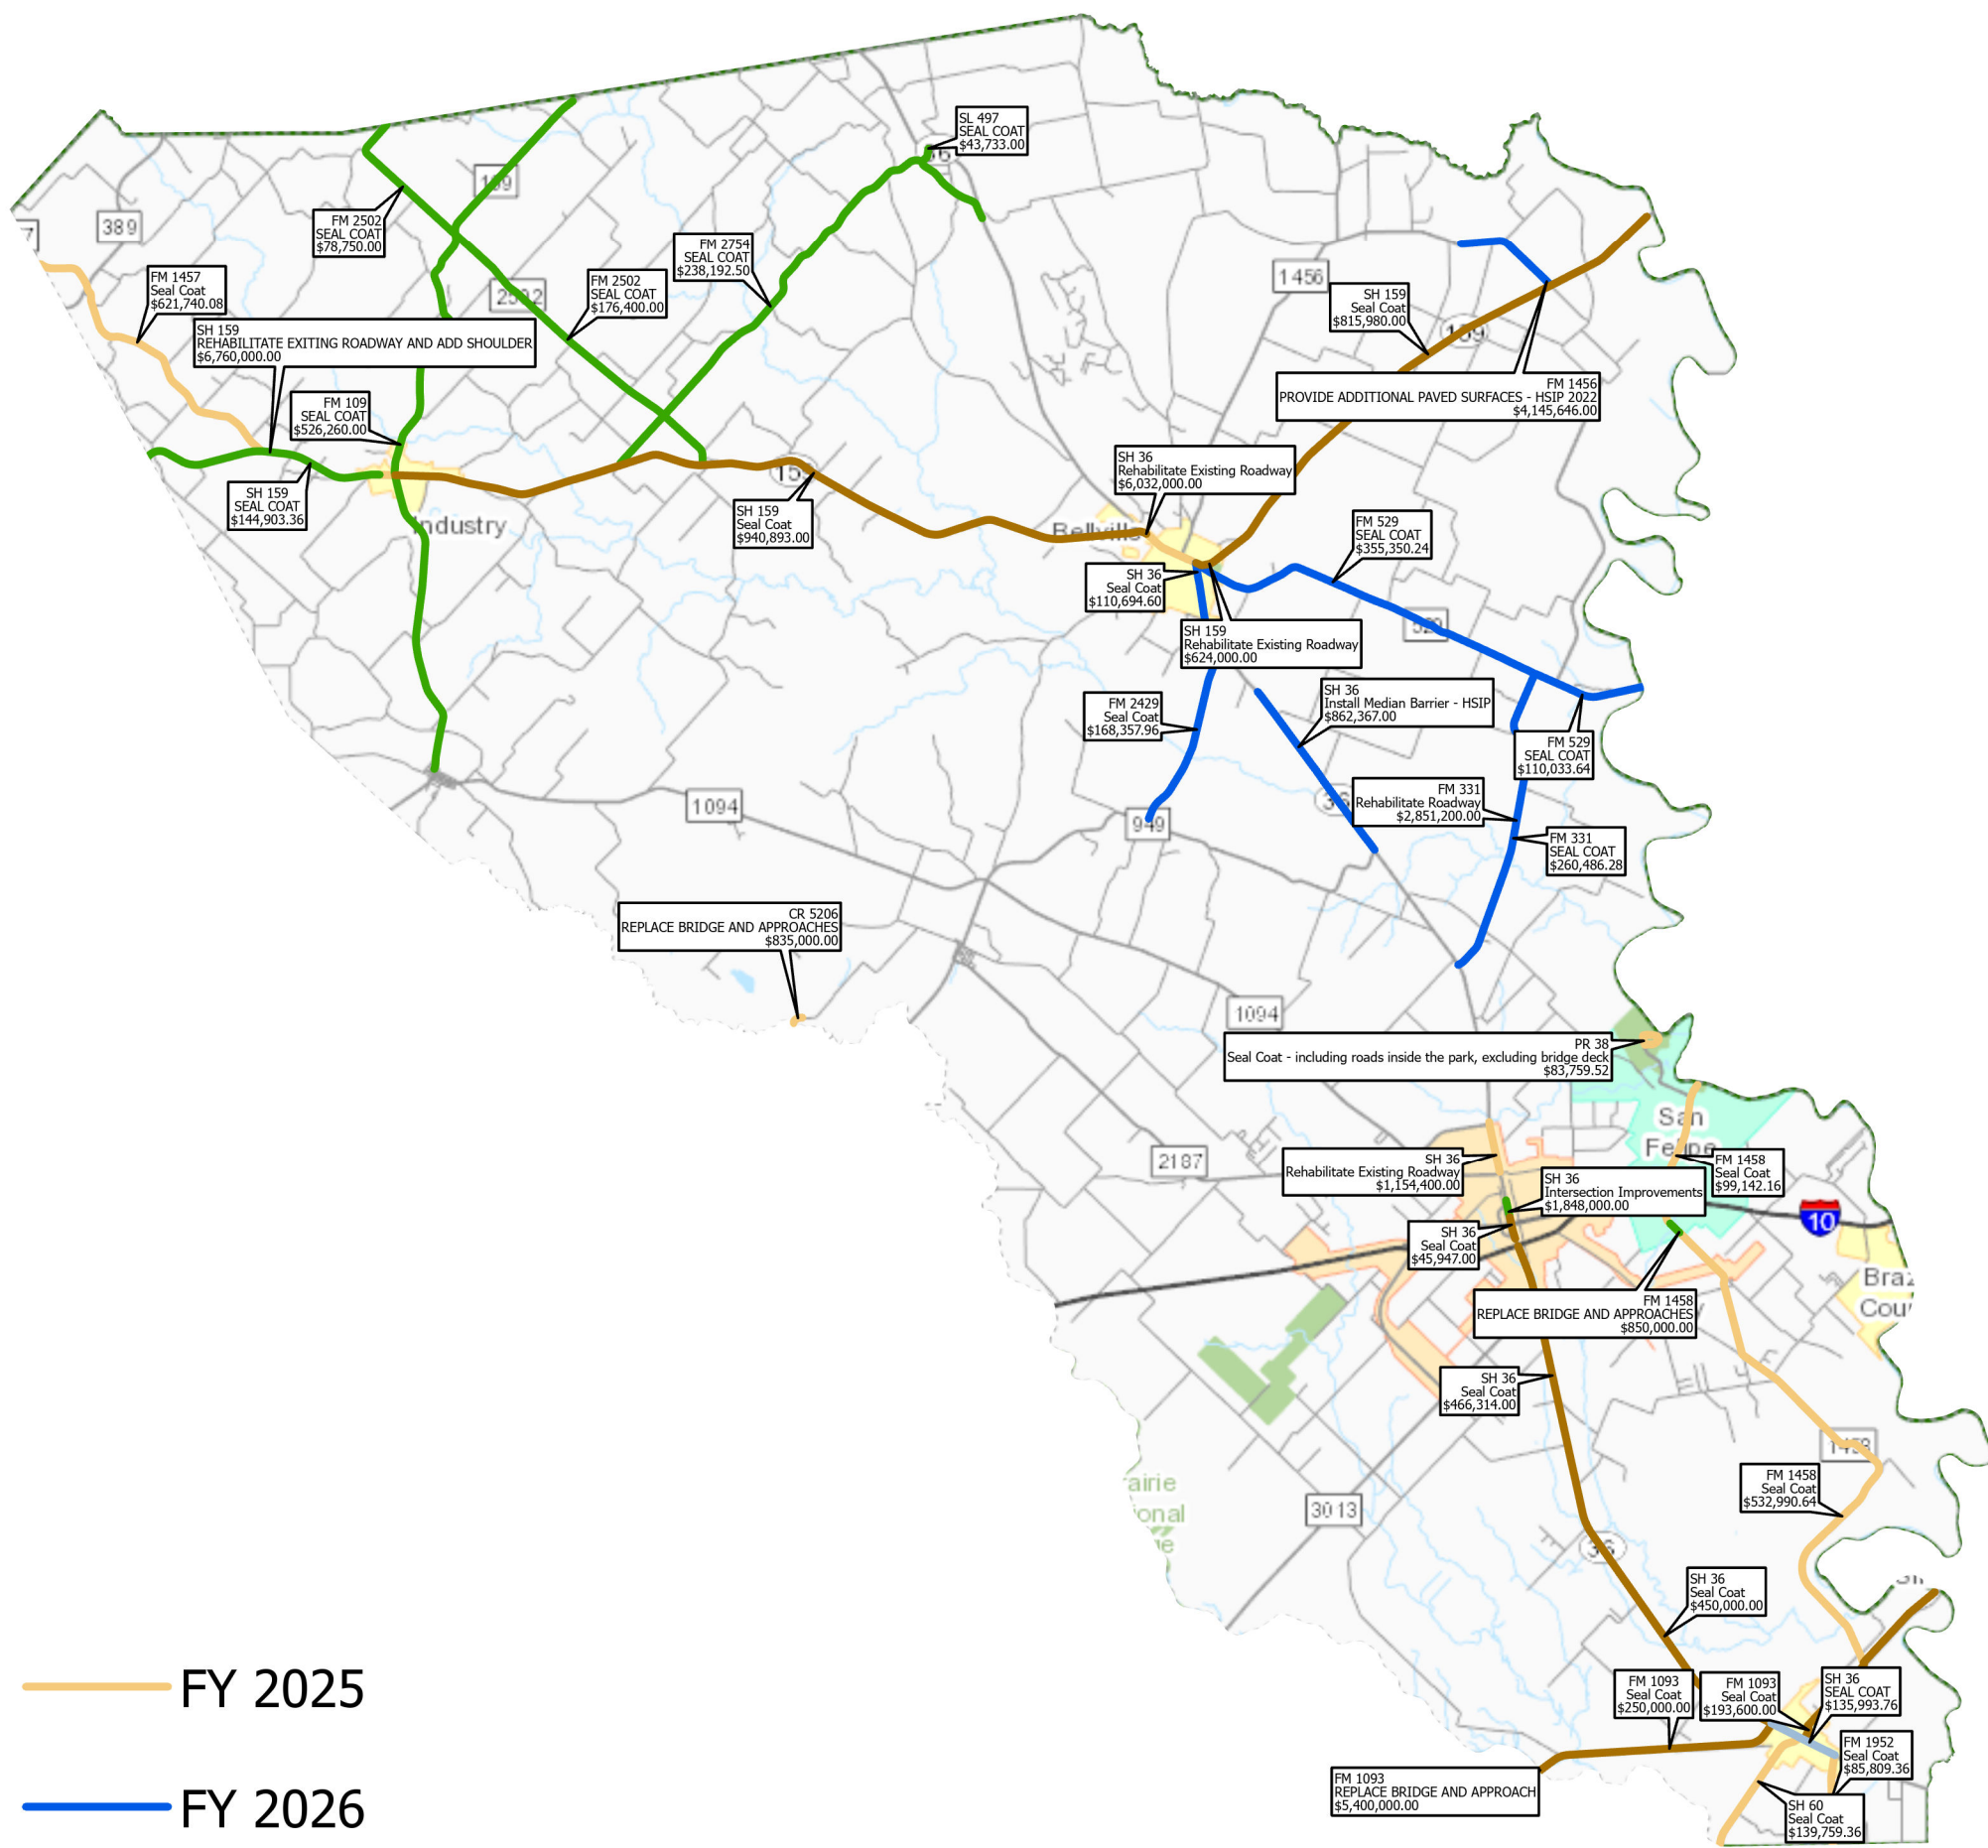 SL 497
SEAL COAT
$43,733.00
FM 2502
SEAL COAT
$78,750.00
389
FM 2754
SEAL COAT
$238,192.50
FM 1457
Seal Coat
$621,740.08
FM 2502
SEAL COAT
$176,400.00
1456
SH 159
Seal Coat
$815,980.00
SH 159
REHABILITATE EXITING ROADWAY AND ADD SHOULDER
$6,760,000.00
FM 1456
PROVIDE ADDITIONAL PAVED SURFACES - HSIP 2022
$4,145,646.00
FM 109
SEAL COAT
$526,260.00
SH 36
Rehabilitate Existing Roadway
$6,032,000.00
SH 159
SEAL COAT
$144,903.36
Industry
SH 159
Seal Coat
$940,893.00
Bellville
FM 529
SEAL COAT
$355,350.24
SH 36
Seal Coat
$110,694.60
529
SH 159
Rehabilitate Existing Roadway
$624,000.00
SH 36
Install Median Barrier - HSIP
$862,367.00
FM 2429
Seal Coat
$168,357.96
FM 529
SEAL COAT
$110,033.64
1094
949
36
FM 331
Rehabilitate Roadway
$2,851,200.00
FM 331
SEAL COAT
$260,486.28
CR 5206
REPLACE BRIDGE AND APPROACHES
$835,000.00
1094
PR 38
Seal Coat - including roads inside the park, excluding bridge deck
$83,759.52
San
Felipe
2187
SH 36
Rehabilitate Existing Roadway
$1,154,400.00
FM 1458
Seal Coat
$99,142.16
SH 36
Intersection Improvements
$1,848,000.00
10
SH 36
Seal Coat
$45,947.00
FM 1458
REPLACE BRIDGE AND APPROACHES
$850,000.00
Braz
Cou
SH 36
Seal Coat
$466,314.00
1458
FM 1458
Seal Coat
$532,990.64
airie
ional
ge
3013
36
SH 36
Seal Coat
$450,000.00
FM 1093
Seal Coat
$250,000.00
FM 1093
Seal Coat
$193,600.00
SH 36
SEAL COAT
$135,993.76
FM 1952
Seal Coat
$85,809.36
FM 1093
REPLACE BRIDGE AND APPROACH
$5,400,000.00
SH 60
Seal Coat
$139,759.36
FY 2025
FY 2026